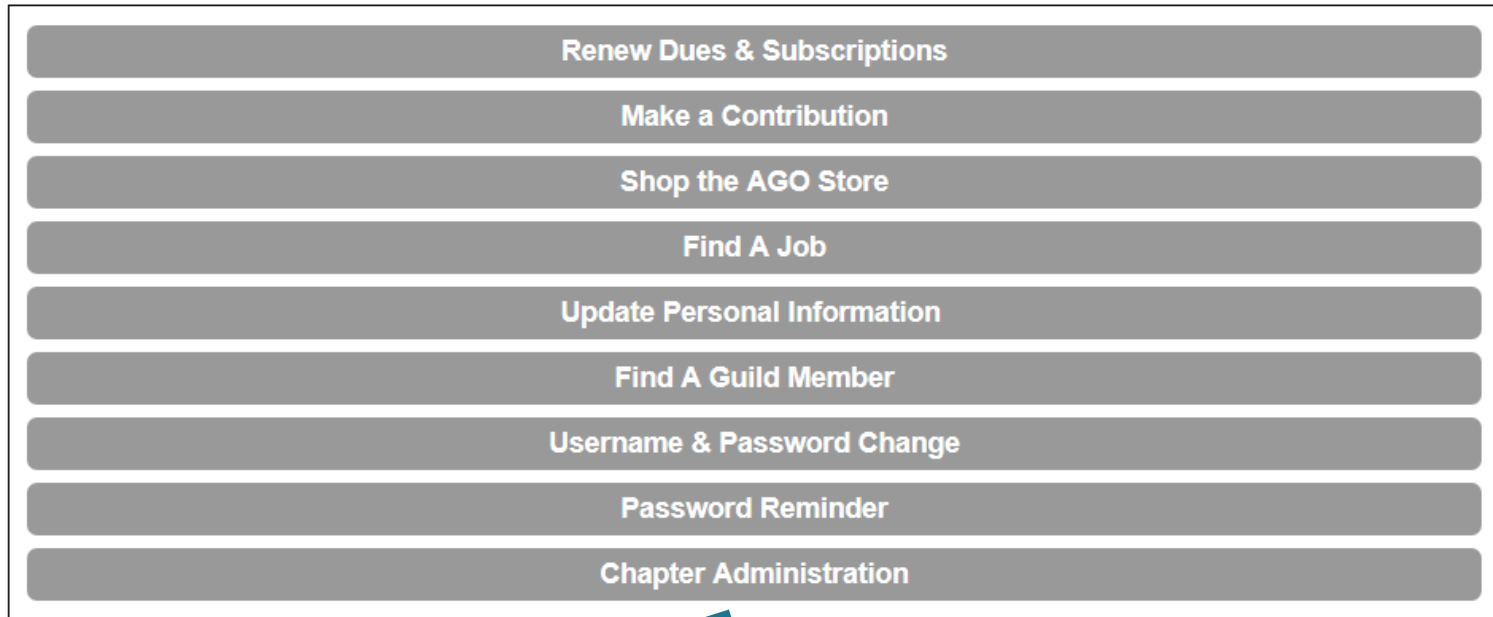 Renew Dues & Subscriptions
Make a Contribution
Shop the AGO Store
Find A Job
Update Personal Information
Find A Guild Member
Username & Password Change
Password Reminder
Chapter Administration